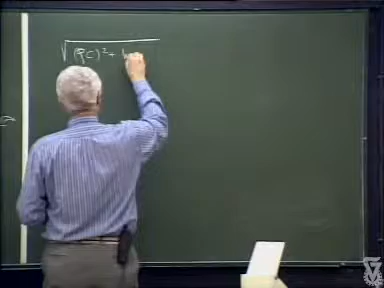 √(PC)² +